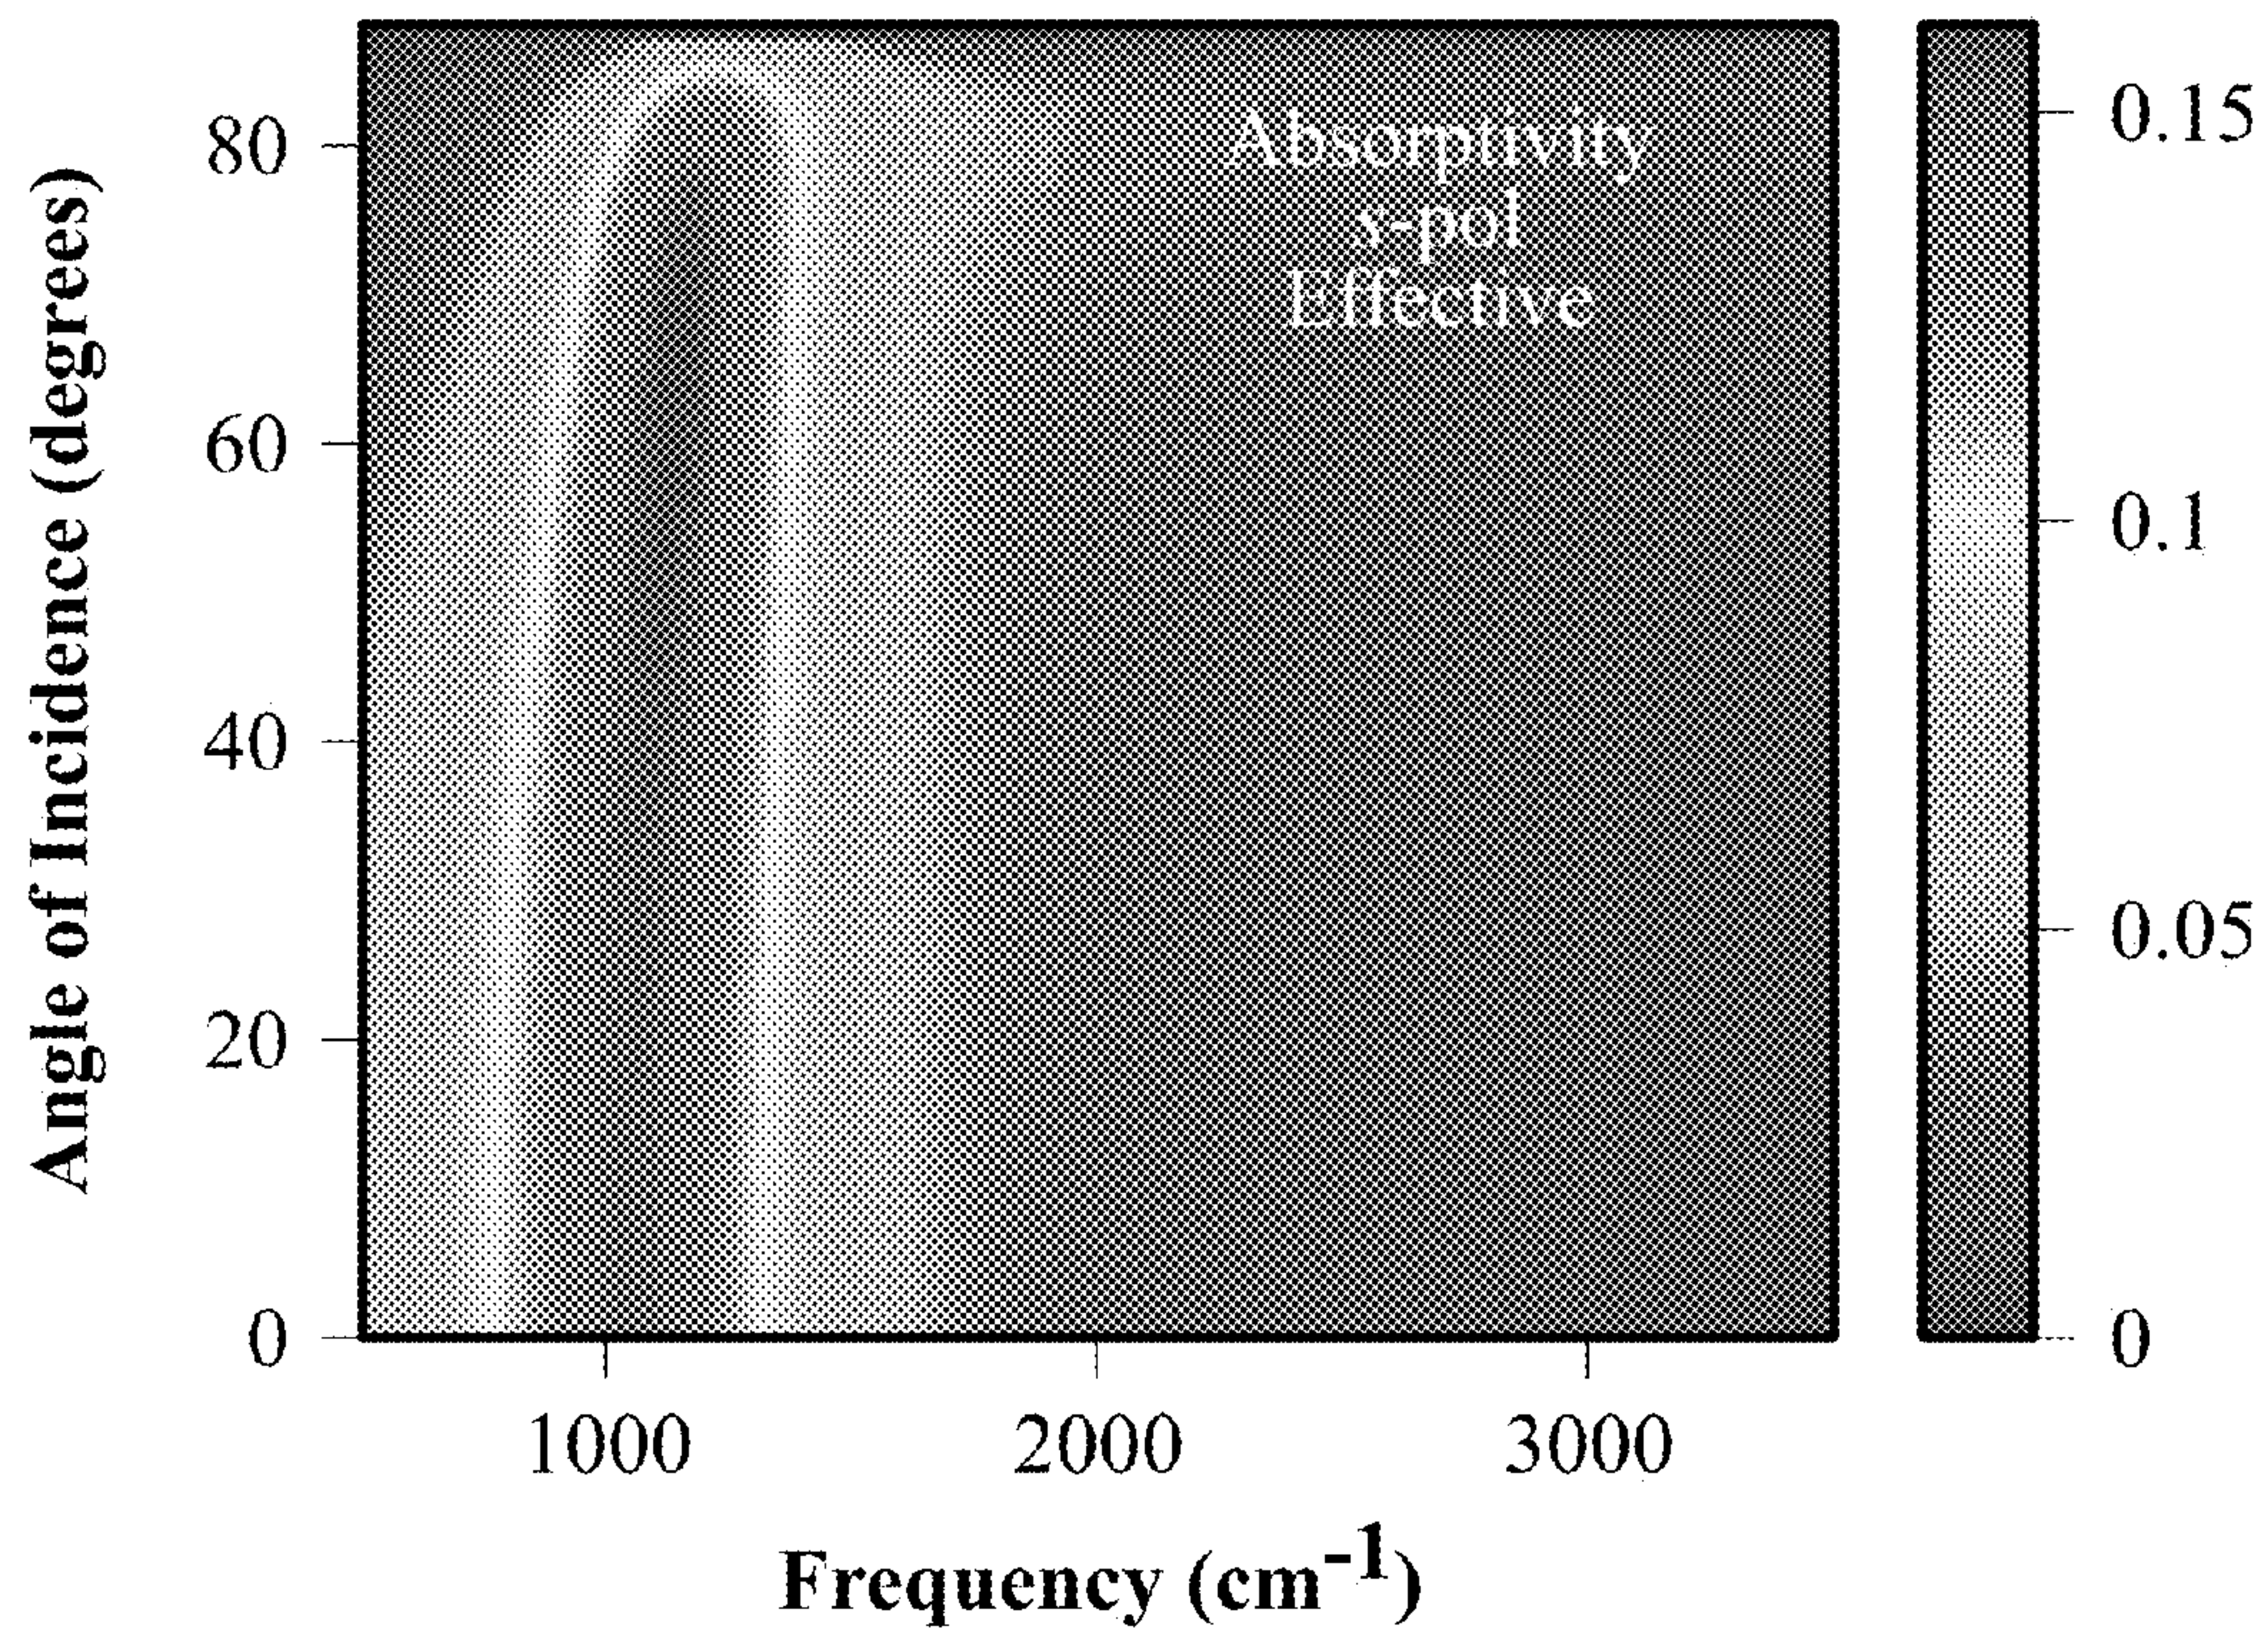 Absorptivity
s-pol
Effective
Angle of Incidence (degrees)
80
60
40
20
0
1000 2000 3000
Frequency (cm⁻¹)
0.15
0.1
0.05
0